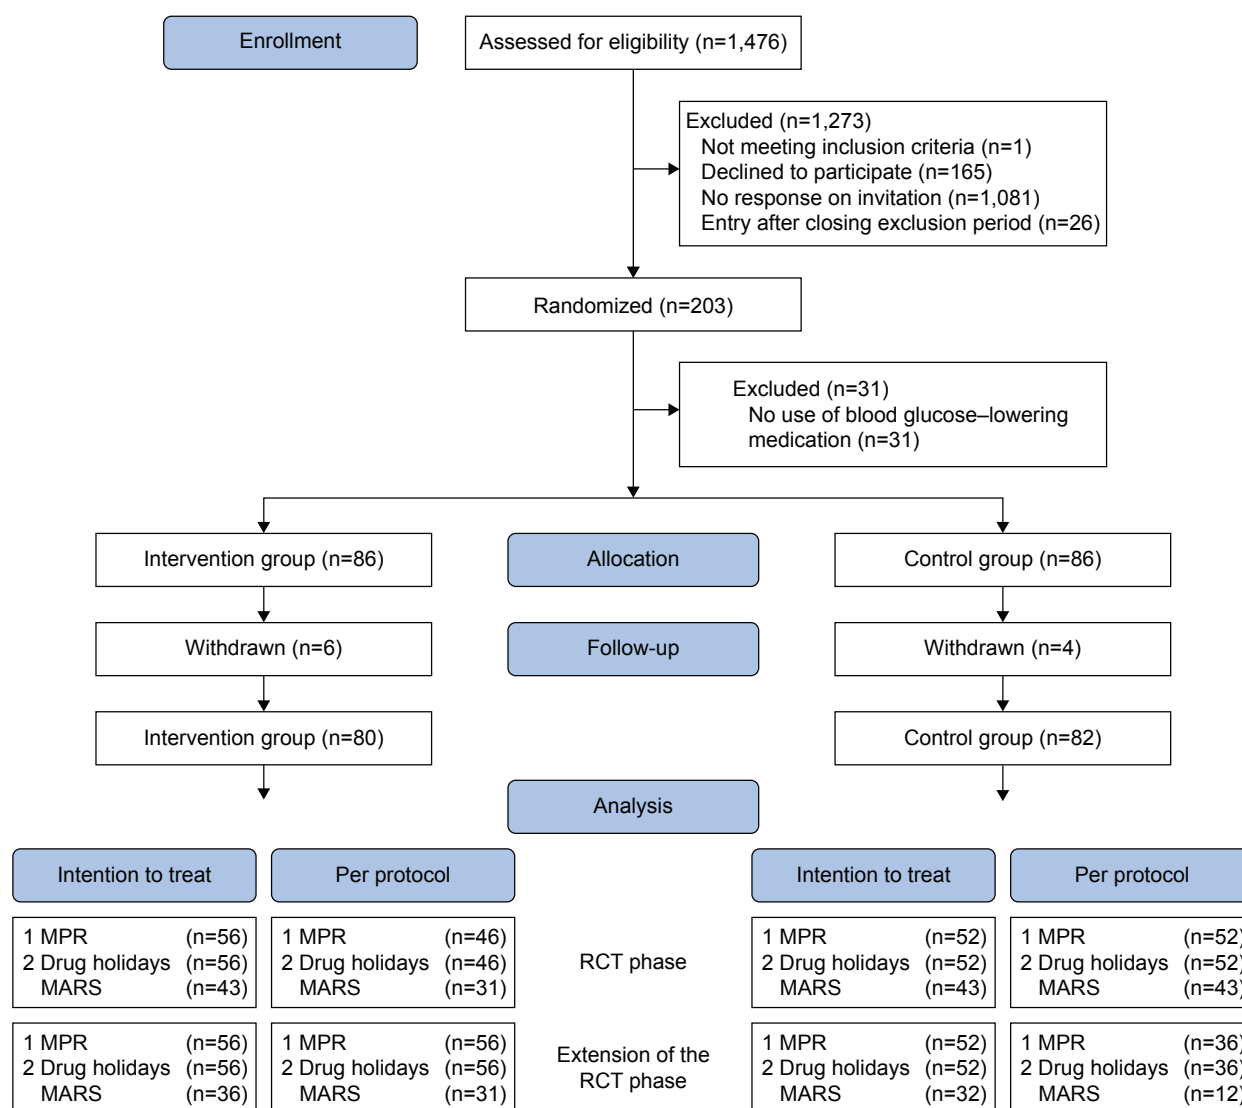 Enrollment
Assessed for eligibility (n=1,476)
Excluded (n=1,273)
Not meeting inclusion criteria (n=1)
Declined to participate (n=165)
No response on invitation (n=1,081)
Entry after closing exclusion period (n=26)
Randomized (n=203)
Excluded (n=31)
No use of blood glucose–lowering
medication (n=31)
Intervention group (n=86)
Allocation
Control group (n=86)
Withdrawn (n=6)
Follow-up
Withdrawn (n=4)
Intervention group (n=80)
Control group (n=82)
Analysis
Intention to treat
Per protocol
Intention to treat
Per protocol
1 MPR (n=56)
2 Drug holidays (n=56)
MARS (n=43)
1 MPR (n=46)
2 Drug holidays (n=46)
MARS (n=31)
RCT phase
1 MPR (n=52)
2 Drug holidays (n=52)
MARS (n=43)
1 MPR (n=52)
2 Drug holidays (n=52)
MARS (n=43)
1 MPR (n=56)
2 Drug holidays (n=56)
MARS (n=36)
1 MPR (n=56)
2 Drug holidays (n=56)
MARS (n=31)
Extension of the
RCT phase
1 MPR (n=52)
2 Drug holidays (n=52)
MARS (n=32)
1 MPR (n=36)
2 Drug holidays (n=36)
MARS (n=12)